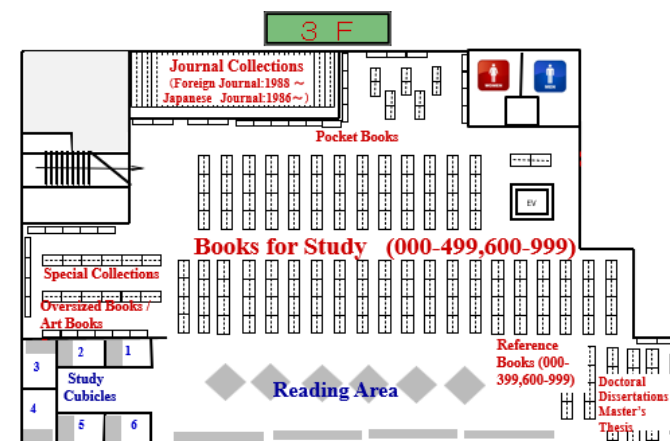 3 F
Journal Collections
(Foreign Journal:1988 ～
Japanese Journal:1986～)
WOMEN
MEN
Pocket Books
EV
Books for Study (000-499,600-999)
Special Collections
Oversized Books /
Art Books
Reference
Books (000-
399,600-999)
Doctoral
Dissertations
Master's
Thesis
Reading Area
Study
Cubicles
1
2
3
4
5
6